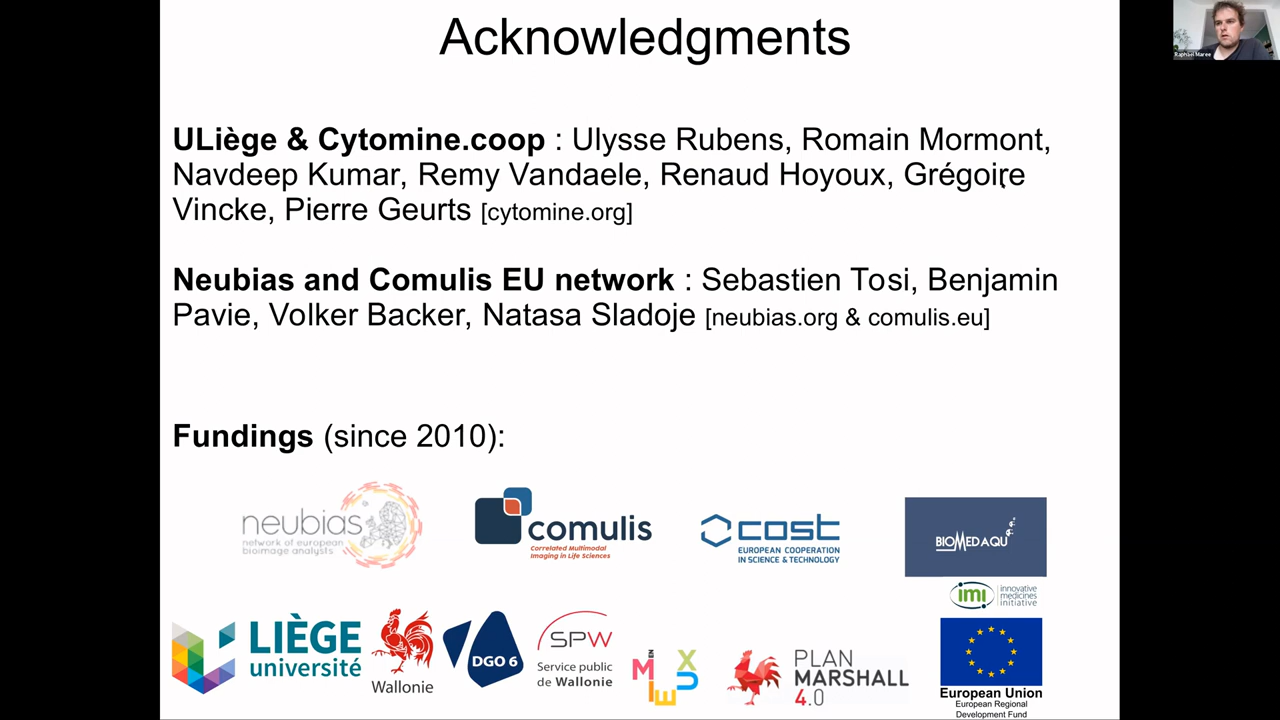 Acknowledgments
Raphaël Marée
ULiège & Cytomine.coop : Ulysse Rubens, Romain Mormont,
Navdeep Kumar, Remy Vandaele, Renaud Hoyoux, Grégoire
Vincke, Pierre Geurts [cytomine.org]
Neubias and Comulis EU network : Sebastien Tosi, Benjamin
Pavie, Volker Backer, Natasa Sladoje [neubias.org & comulis.eu]
Fundings (since 2010):
neubias
network of european
bioimage analysts
comulis
Correlated Multimodal
Imaging in Life Sciences
cost
EUROPEAN COOPERATION
IN SCIENCE & TECHNOLOGY
BIOMEDAQU
imi innovative
medicines
initiative
LIÈGE
université
Wallonie
DGO 6
SPW
Service public
de Wallonie
EN
MIEUX
PLAN
MARSHALL
4.0
European Union
European Regional
Development Fund